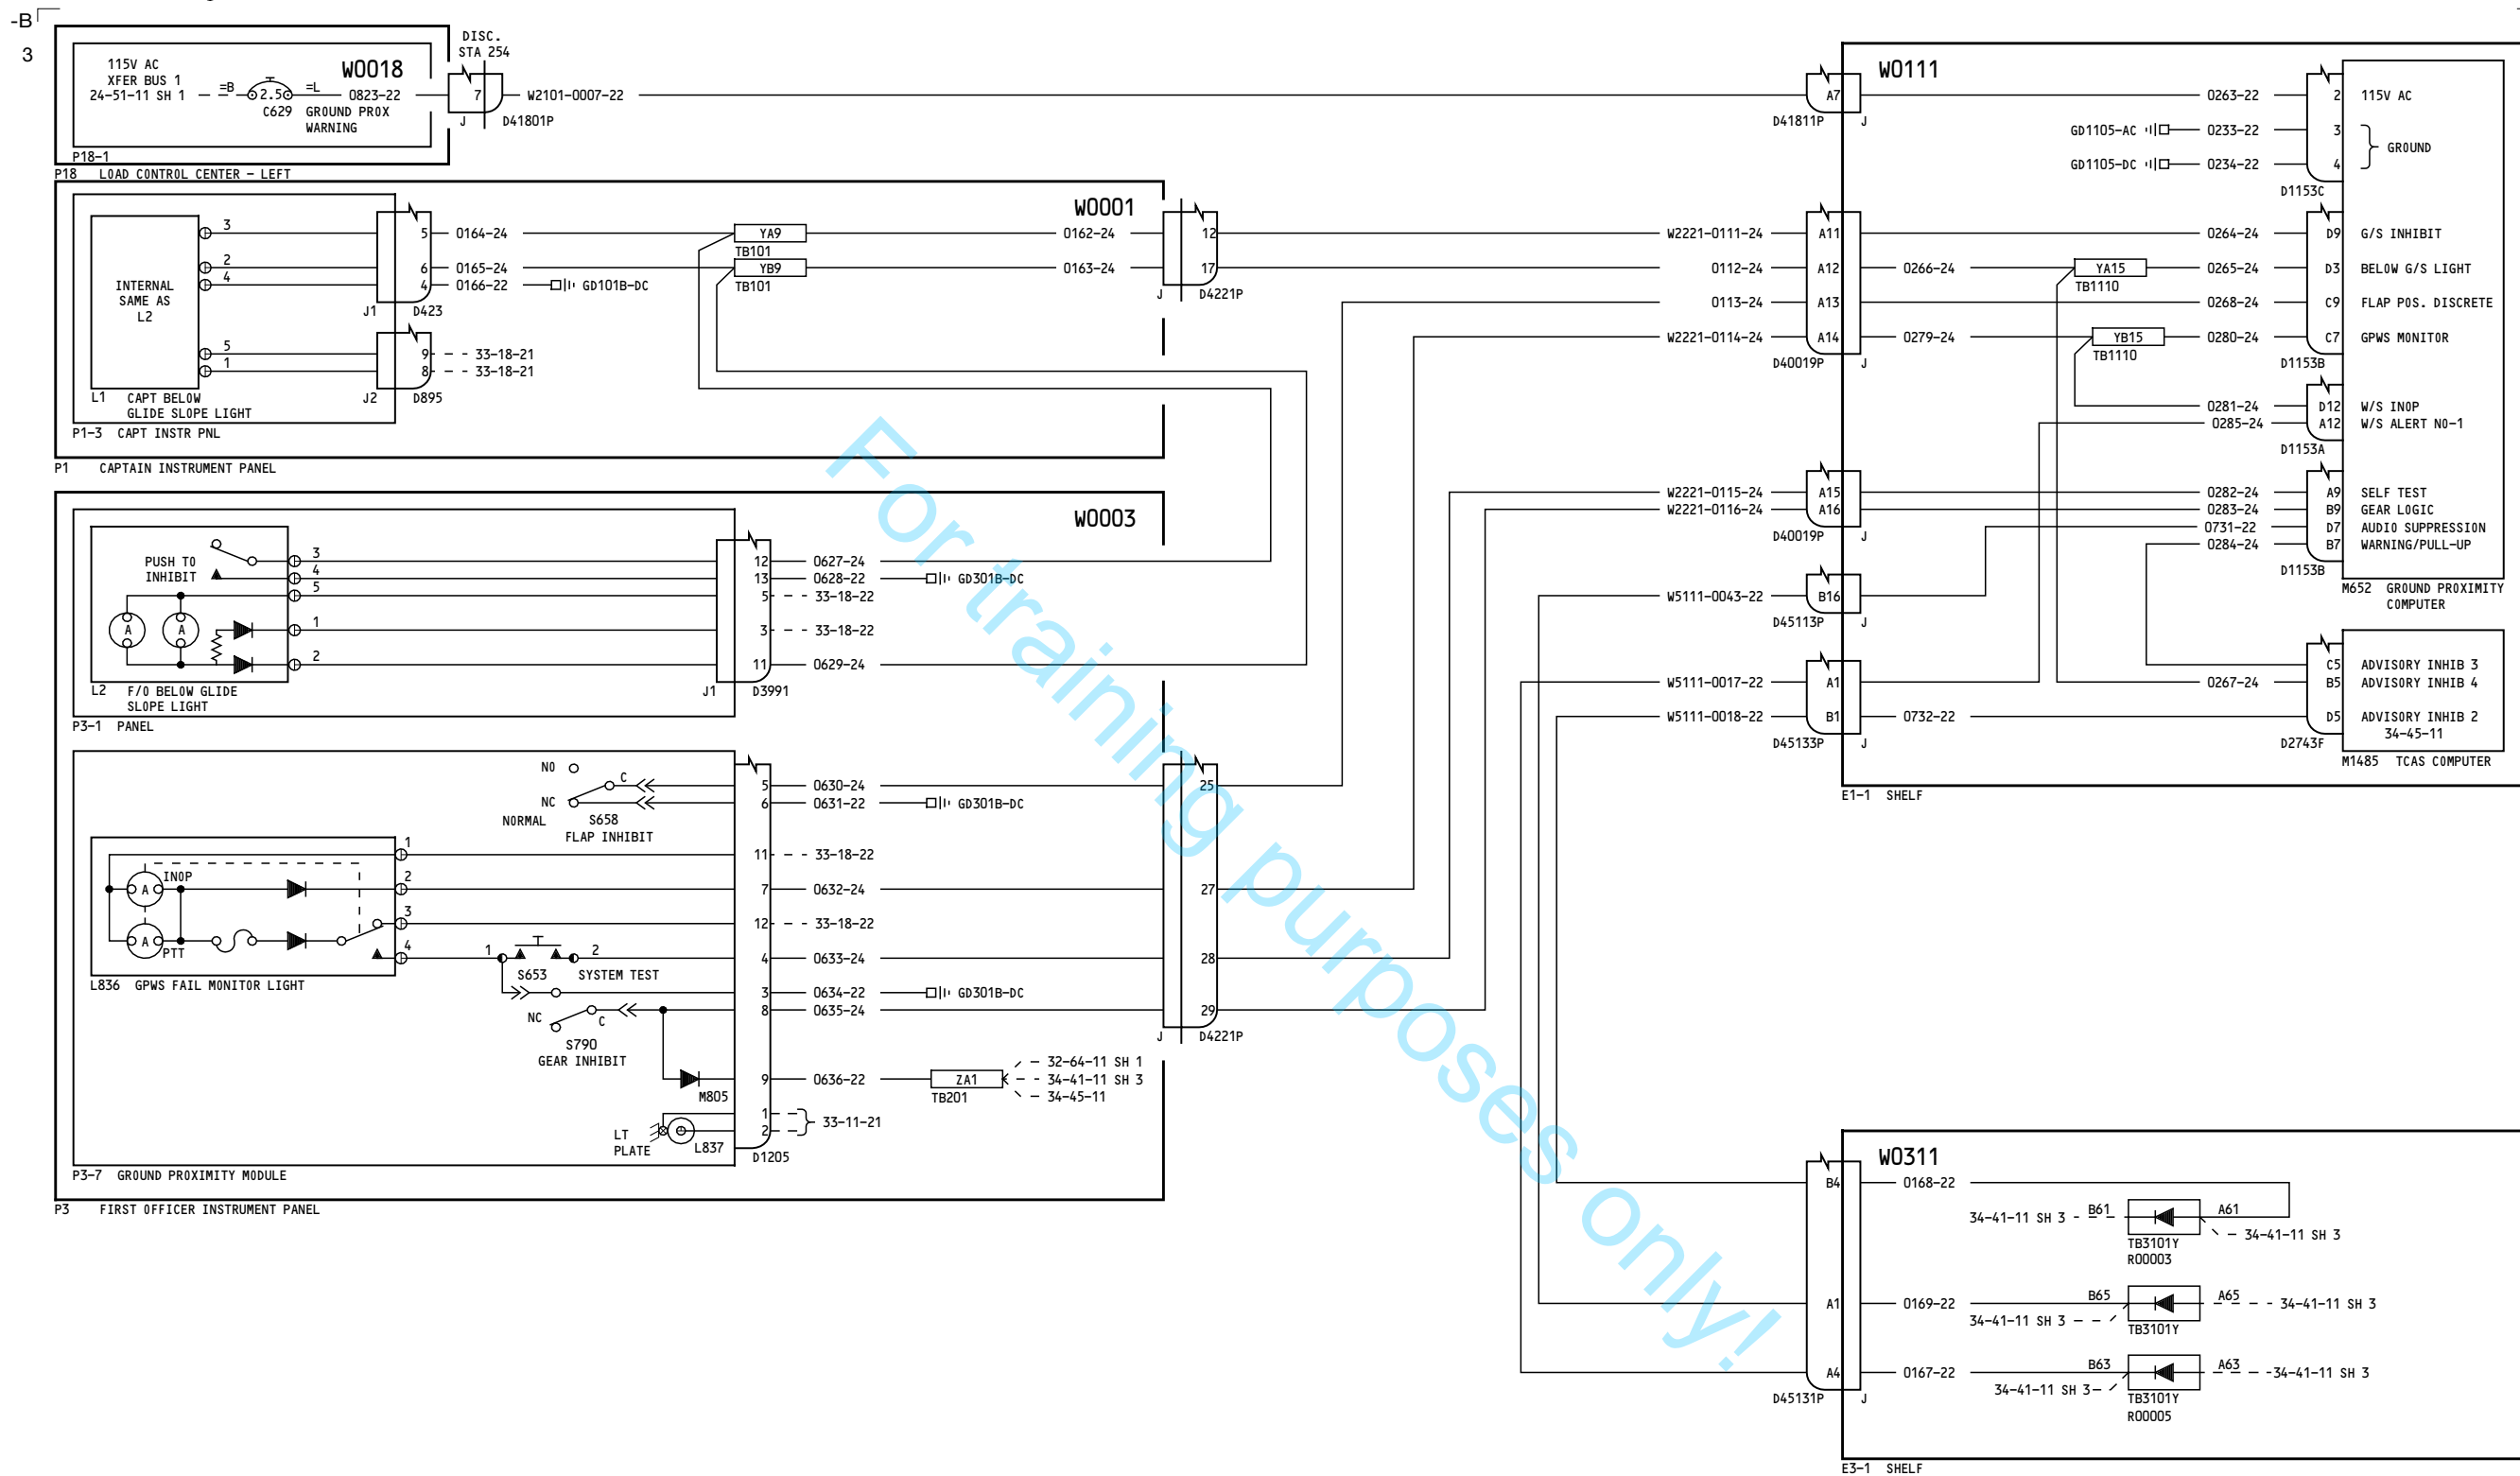 -B
3
DISC.
STA 254
115V AC
XFER BUS 1
24-51-11 SH 1
=B
2.5
=L
C629
GROUND PROX
WARNING
W0018
0823-22
7
J
D41801P
W2101-0007-22
P18-1
P18 LOAD CONTROL CENTER - LEFT
A7
D41811P
J
W0111
0263-22
2
115V AC
GD1105-AC
0233-22
3
GROUND
GD1105-DC
0234-22
4
D1153C
W0001
INTERNAL
SAME AS
L2
3
2
4
5
1
5
6
4
J1
D423
0164-24
0165-24
0166-22
GD101B-DC
YA9
TB101
YB9
TB101
0162-24
0163-24
12
17
J
D4221P
9
8
33-18-21
33-18-21
J2
D895
L1 CAPT BELOW
GLIDE SLOPE LIGHT
P1-3 CAPT INSTR PNL
P1 CAPTAIN INSTRUMENT PANEL
W2221-0111-24
A11
0264-24
D9
G/S INHIBIT
0112-24
A12
0266-24
YA15
TB1110
0265-24
D3
BELOW G/S LIGHT
0113-24
A13
0268-24
C9
FLAP POS. DISCRETE
W2221-0114-24
A14
0279-24
YB15
TB1110
0280-24
C7
GPWS MONITOR
D40019P
J
D1153B
0281-24
D12
W/S INOP
0285-24
A12
W/S ALERT NO-1
D1153A
W2221-0115-24
A15
0282-24
A9
SELF TEST
W2221-0116-24
A16
0283-24
B9
GEAR LOGIC
0731-22
D7
AUDIO SUPPRESSION
D40019P
J
0284-24
B7
WARNING/PULL-UP
D1153B
M652 GROUND PROXIMITY
COMPUTER
W5111-0043-22
B16
D45113P
J
C5
ADVISORY INHIB 3
W5111-0017-22
A1
0267-24
B5
ADVISORY INHIB 4
W5111-0018-22
B1
0732-22
D5
ADVISORY INHIB 2
34-45-11
D45133P
J
D2743F
M1485 TCAS COMPUTER
E1-1 SHELF
W0003
PUSH TO
INHIBIT
A
A
3
4
5
1
2
12
13
5
3
11
0627-24
0628-22
GD301B-DC
33-18-22
33-18-22
0629-24
J1
D3991
L2 F/O BELOW GLIDE
SLOPE LIGHT
P3-1 PANEL
NO
C
NC
NORMAL
S658
FLAP INHIBIT
5
0630-24
25
6
0631-22
GD301B-DC
1
11
33-18-22
INOP
A
2
7
0632-24
27
3
12
33-18-22
A
PTT
4
1
2
S653
SYSTEM TEST
4
0633-24
28
L836 GPWS FAIL MONITOR LIGHT
3
0634-22
GD301B-DC
NC
C
8
0635-24
29
J
D4221P
S790
GEAR INHIBIT
M805
9
0636-22
ZA1
TB201
32-64-11 SH 1
34-41-11 SH 3
34-45-11
LT
PLATE
L837
1
2
33-11-21
D1205
P3-7 GROUND PROXIMITY MODULE
P3 FIRST OFFICER INSTRUMENT PANEL
W0311
B4
0168-22
34-41-11 SH 3
B61
A61
34-41-11 SH 3
TB3101Y
R00003
A1
0169-22
B65
A65
34-41-11 SH 3
34-41-11 SH 3
TB3101Y
A4
0167-22
B63
A63
34-41-11 SH 3
34-41-11 SH 3
TB3101Y
R00005
D45131P
J
E3-1 SHELF
For training purposes only!